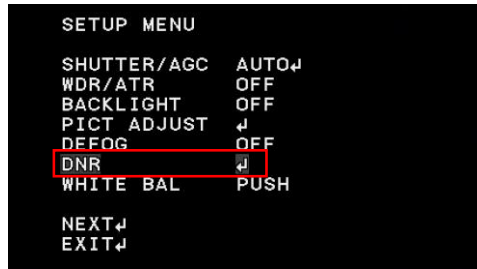 SETUP MENU
SHUTTER/AGC AUTO↲
WDR/ATR OFF
BACKLIGHT OFF
PICT ADJUST ↲
DEFOG OFF
DNR ↲
WHITE BAL PUSH
NEXT↲
EXIT↲